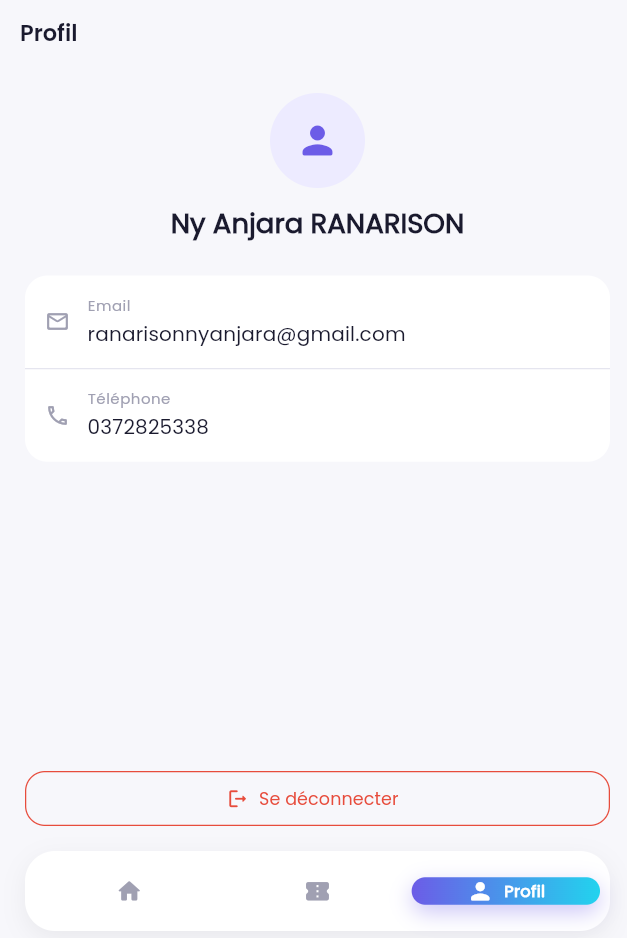 Profil
Ny Anjara RANARISON
Email
ranarisonnyanjara@gmail.com
Téléphone
0372825338
Se déconnecter
Profil